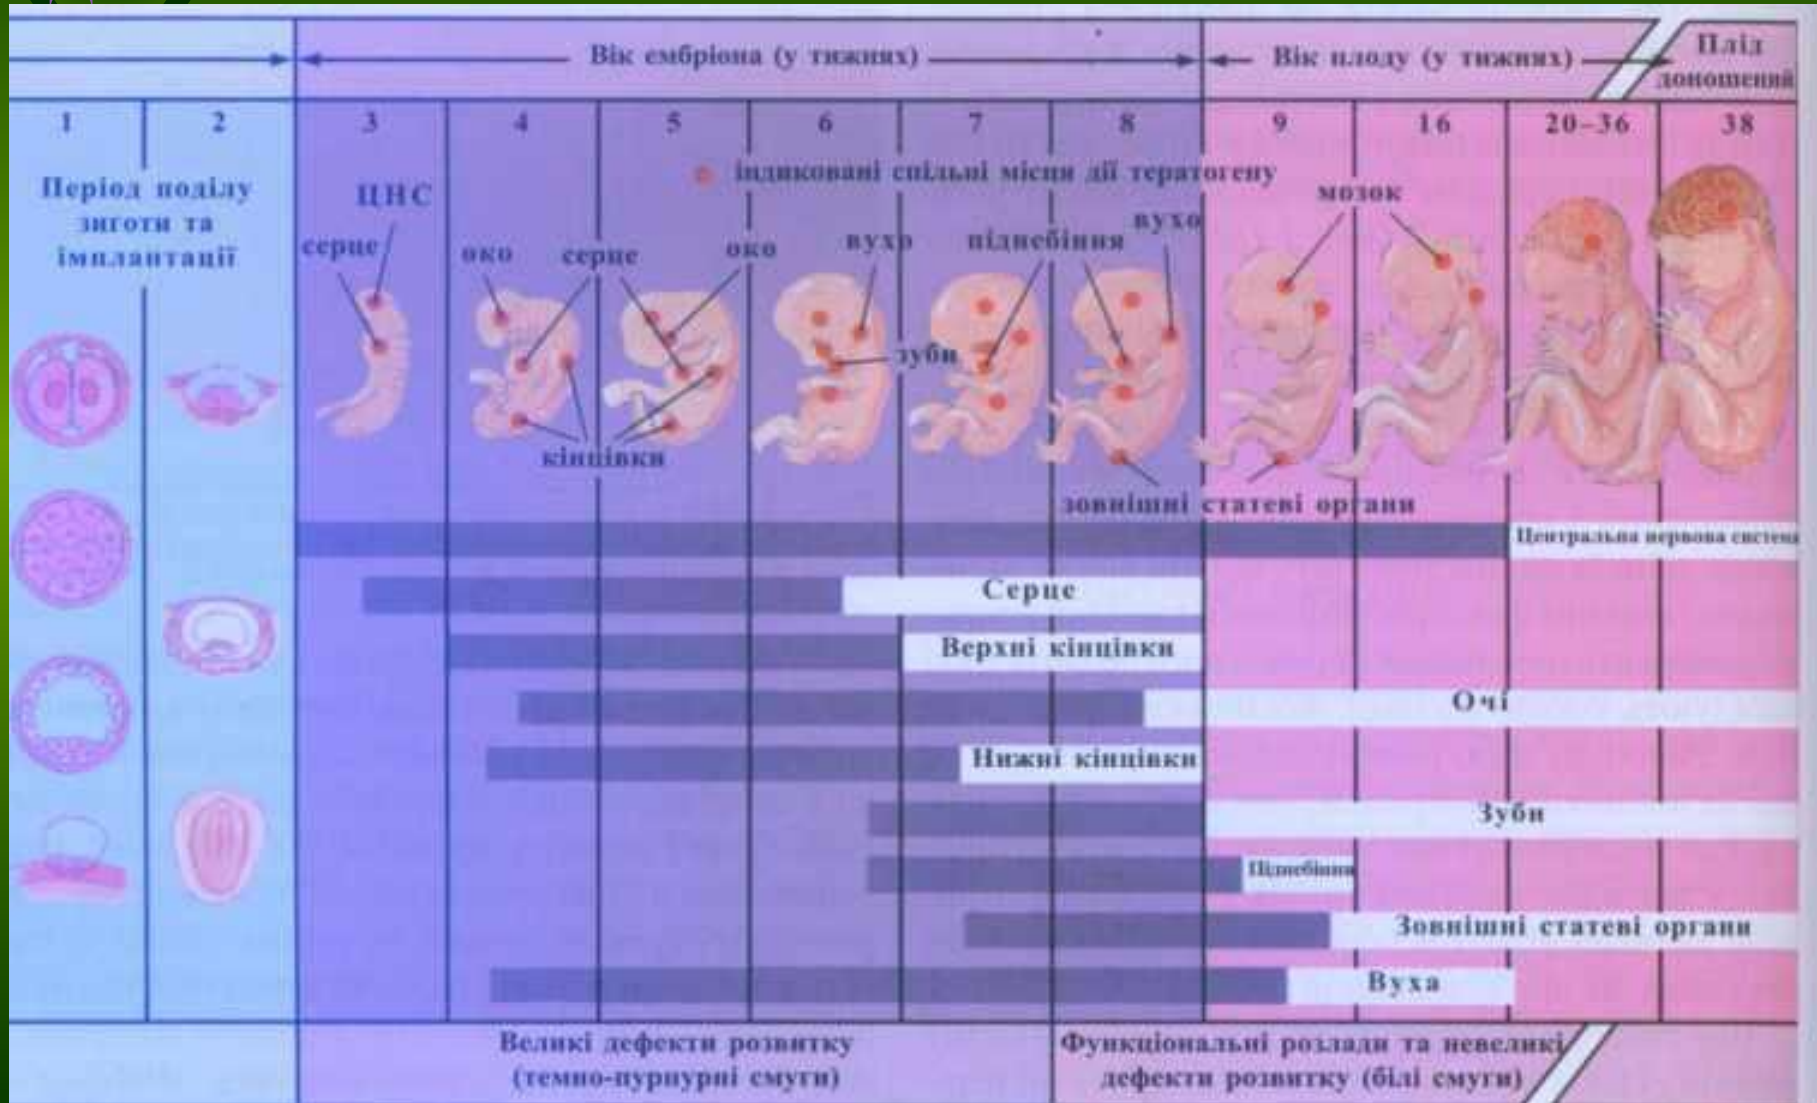 Вік ембріона (у тижнях)
Вік плоду (у тижнях)
Плід
доношений
1
2
3
4
5
6
7
8
9
16
20–36
38
Період поділу
зиготи та
імплантації
індиковані спільні місця дії тератогену
ЦНС
серце
око
серце
око
вухо
піднебіння
вухо
мозок
зуби
кінцівки
зовнішні статеві органи
Центральна нервова система
Серце
Верхні кінцівки
Очі
Нижні кінцівки
Зуби
Піднебіння
Зовнішні статеві органи
Вуха
Великі дефекти розвитку
(темно-пурпурні смуги)
Функціональні розлади та невеликі
дефекти розвитку (білі смуги)